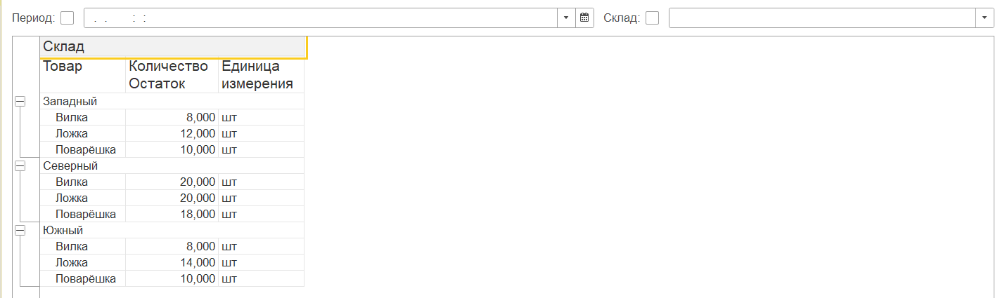 Период: . . : : Склад:
Склад
Товар Количество Остаток Единица измерения
Западный
Вилка 8,000 шт
Ложка 12,000 шт
Поварёшка 10,000 шт
Северный
Вилка 20,000 шт
Ложка 20,000 шт
Поварёшка 18,000 шт
Южный
Вилка 8,000 шт
Ложка 14,000 шт
Поварёшка 10,000 шт